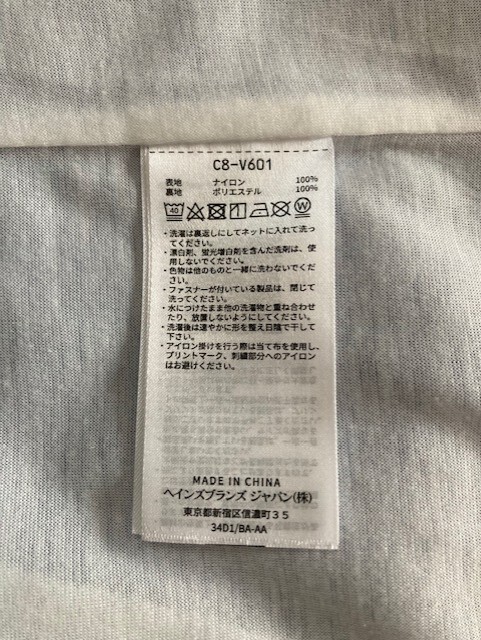 C8-V601
表地 ナイロン 100%
裏地 ポリエステル 100%
40 W
・洗濯は裏返しにしてネットに入れて洗っ
てください。
・漂白剤、蛍光増白剤を含んだ洗剤は、使
用しないでください。
・色物は他のものと一緒に洗わないでくだ
さい。
・ファスナーが付いている製品は、閉じて
洗ってください。
・水につけたまま他の洗濯物と重ね合わせ
たり、放置しないようにしてください。
・洗濯後は速やかに形を整え日陰で干して
下さい。
・アイロン掛けを行う際は当て布を使用し、
プリントマーク、刺繍部分へのアイロン
はお避けください。
MADE IN CHINA
ヘインズブランズ ジャパン(株)
東京都新宿区信濃町35
34D1/BA-AA